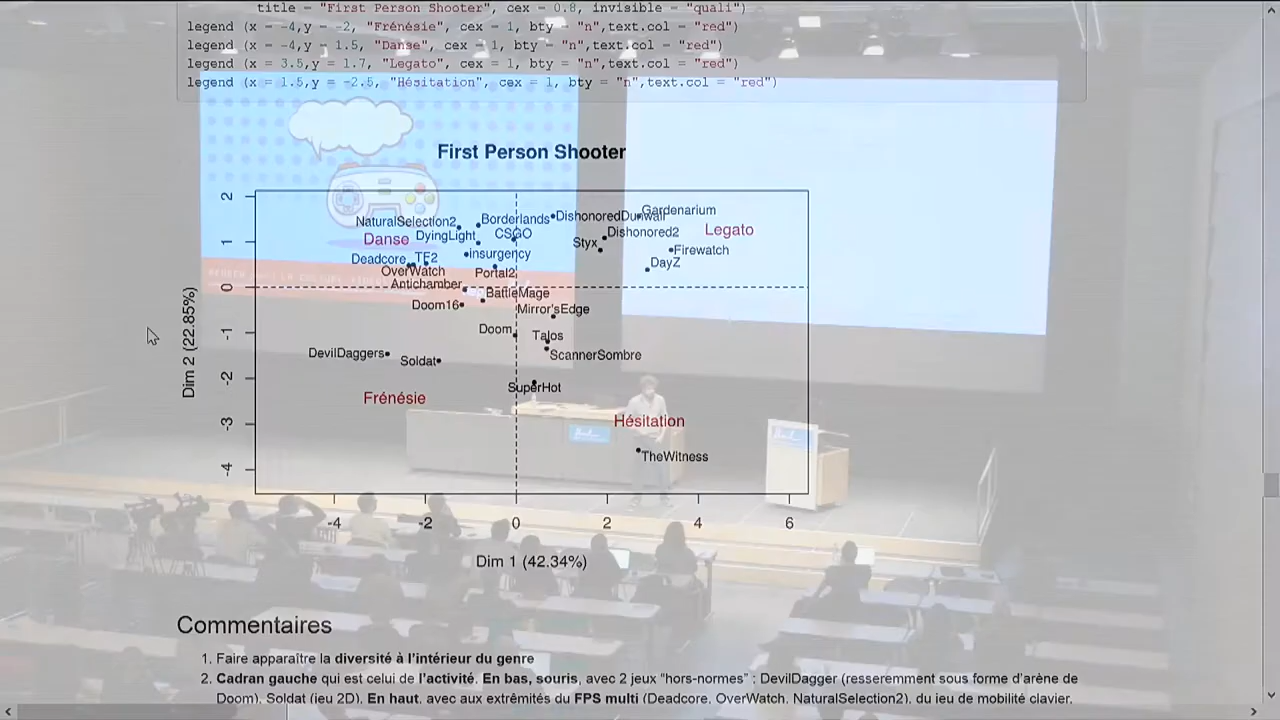 title = "First Person Shooter", cex = 0.8, invisible = "quali")
legend (x = -4,y = -2, "Frénésie", cex = 1, bty = "n",text.col = "red")
legend (x = -4,y = 1.5, "Danse", cex = 1, bty = "n",text.col = "red")
legend (x = 3.5,y = 1.7, "Legato", cex = 1, bty = "n",text.col = "red")
legend (x = 1.5,y = -2.5, "Hésitation", cex = 1, bty = "n",text.col = "red")
First Person Shooter
Gardenarium
NaturalSelection2
Borderlands
DishonoredDunwall
Danse
DyingLight
CSGO
Dishonored2
Legato
Styx
Firewatch
Deadcore
TF2
insurgency
DayZ
OverWatch
Portal2
Antichamber
BattleMage
Doom16
Mirror'sEdge
Doom
Talos
DevilDaggers
Soldat
ScannerSombre
SuperHot
Frénésie
Hésitation
TheWitness
2
1
0
-1
-2
-3
-4
Dim 2 (22.85%)
-4 -2 0 2 4 6
Dim 1 (42.34%)
Commentaires
1. Faire apparaître la diversité à l'intérieur du genre
2. Cadran gauche qui est celui de l'activité. En bas, souris, avec 2 jeux "hors-normes" : DevilDagger (resseremment sous forme d'arène de
Doom), Soldat (jeu 2D). En haut, avec aux extrémités du FPS multi (Deadcore, OverWatch, NaturalSelection2), du jeu de mobilité clavier.